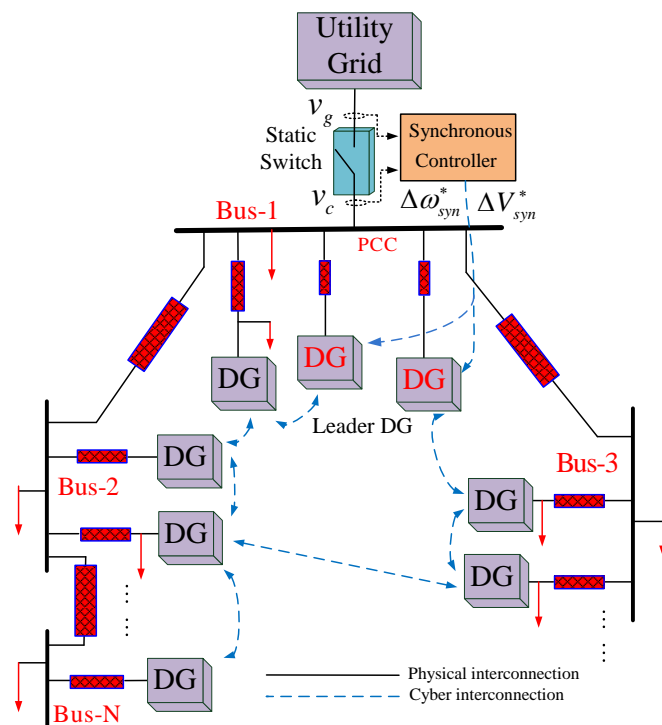 Utility
Grid
v_g
Static
Switch
Synchronous
Controller
v_c
Δω*_syn
ΔV*_syn
Bus-1
PCC
DG
DG
DG
Leader DG
DG
Bus-2
Bus-3
DG
DG
DG
DG
Bus-N
Physical interconnection
Cyber interconnection